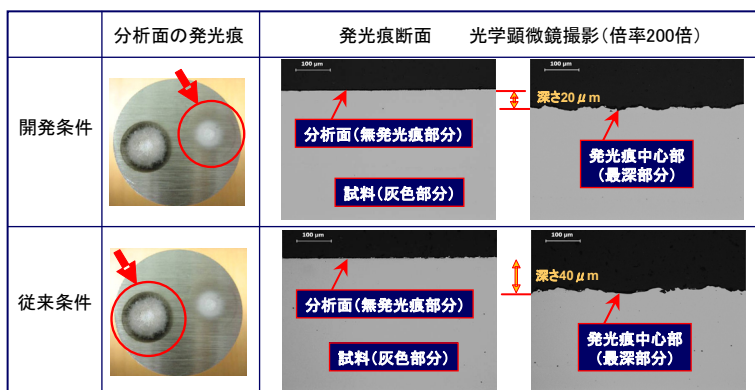 分析面の発光痕
発光痕断面 光学顕微鏡撮影(倍率200倍)
開発条件
100 μm
分析面(無発光痕部分)
試料(灰色部分)
100 μm
深さ20μm
発光痕中心部
(最深部分)
従来条件
100 μm
分析面(無発光痕部分)
試料(灰色部分)
100 μm
深さ40μm
発光痕中心部
(最深部分)